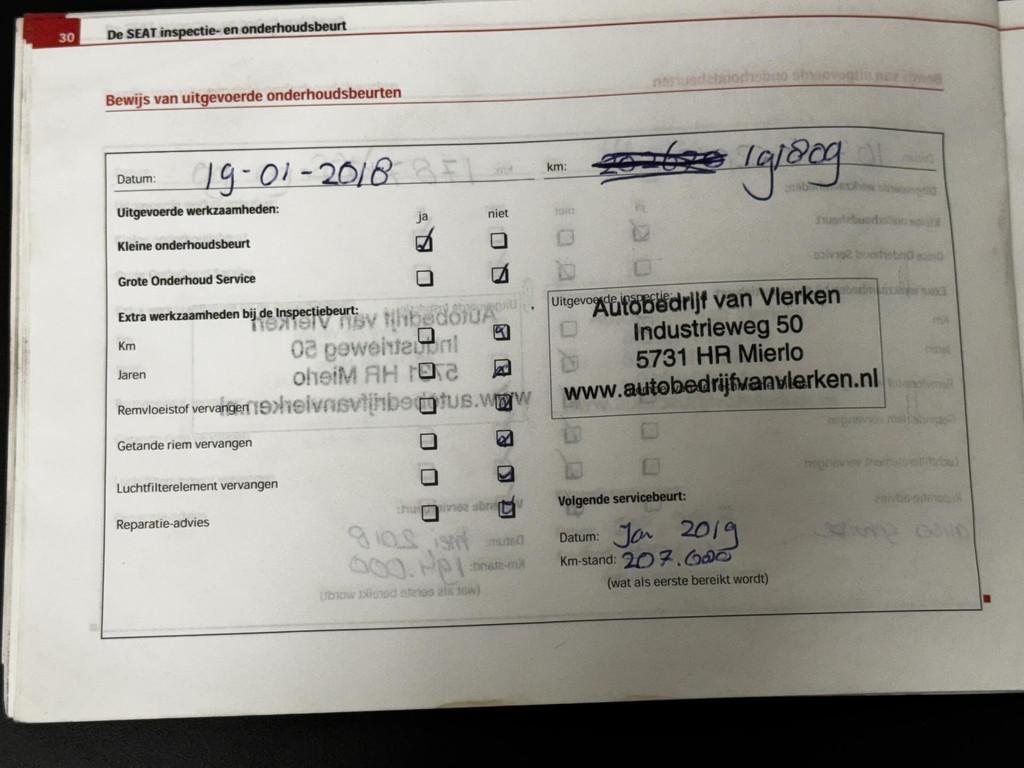 30 De SEAT inspectie- en onderhoudsbeurt
Bewijs van uitgevoerde onderhoudsbeurten
Datum: 19-01-2018 km: 191809
Uitgevoerde werkzaamheden: ja niet
Kleine onderhoudsbeurt
Grote Onderhoud Service
Extra werkzaamheden bij de Inspectiebeurt:
Km
Jaren
Remvloeistof vervangen
Getande riem vervangen
Luchtfilterelement vervangen
Reparatie-advies
Uitgevoerde inspectie:
Autobedrijf van Vlerken
Industrieweg 50
5731 HR Mierlo
www.autobedrijfvanvlerken.nl
Volgende servicebeurt:
Datum: Jan 2019
Km-stand: 207.000
(wat als eerste bereikt wordt)